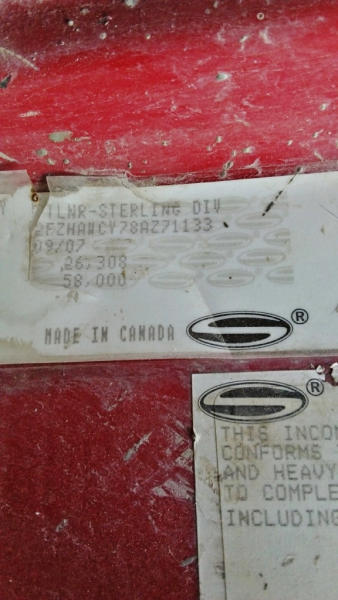 Y
TLNR-STERLING DIV
2FZHAWCY78AZ71133
09/07
26,308
58,000
MADE IN CANADA ®
®
THIS INCOM
CONFORMS
AND HEAVY
TO COMPLE
INCLUDING